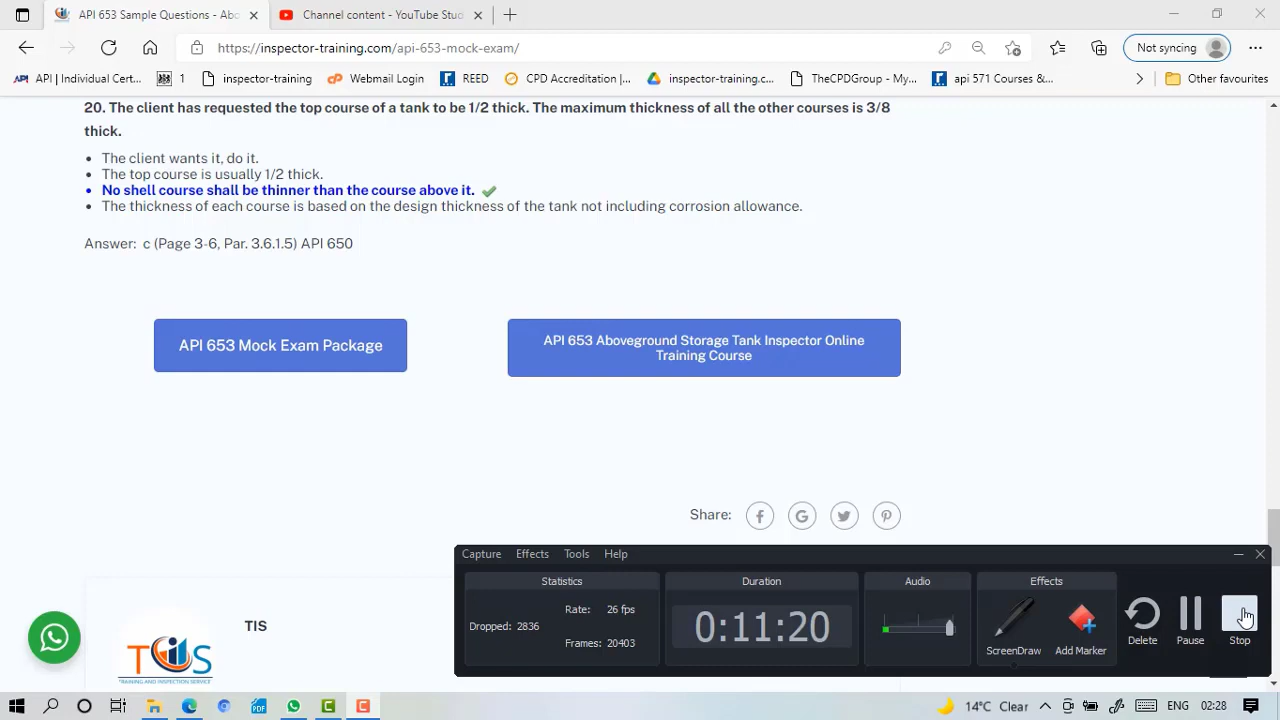 API 653 Sample Questions - Abo
Channel content - YouTube Stu
https://inspector-training.com/api-653-mock-exam/
Not syncing
API | Individual Cert...
1
inspector-training
Webmail Login
REED
CPD Accreditation |...
inspector-training.c...
TheCPDGroup - My...
api 571 Courses &...
Other favourites
20. The client has requested the top course of a tank to be 1/2 thick. The maximum thickness of all the other courses is 3/8
thick.
The client wants it, do it.
The top course is usually 1/2 thick.
No shell course shall be thinner than the course above it.
The thickness of each course is based on the design thickness of the tank not including corrosion allowance.
Answer: c (Page 3-6, Par. 3.6.1.5) API 650
API 653 Mock Exam Package
API 653 Aboveground Storage Tank Inspector Online
Training Course
Share:
Capture Effects Tools Help
Statistics Duration Audio Effects
Rate: 26 fps
Dropped: 2836
Frames: 20403
0:11:20
ScreenDraw
Add Marker
Delete
Pause
Stop
TIS
TIS
TRAINING AND INSPECTION SERVICE
14°C Clear
ENG
02:28